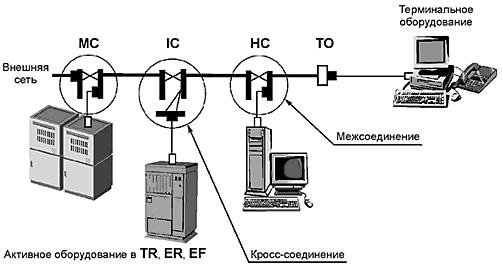 Терминальное
оборудование
MC IC HC TO
Внешняя
сеть
Межсоединение
Кросс-соединение
Активное оборудование в TR, ER, EF